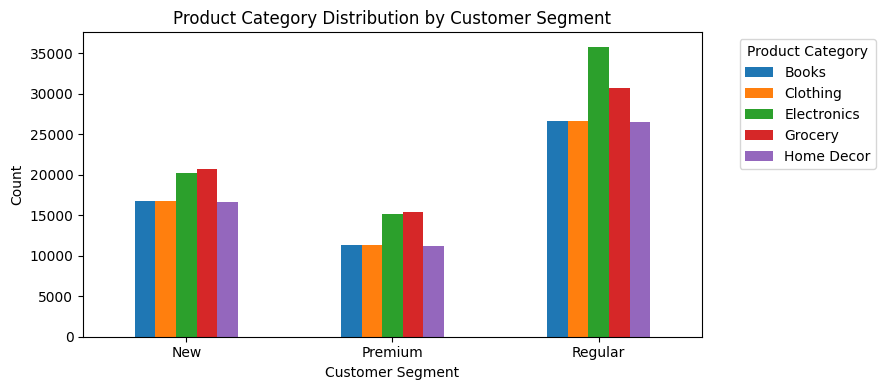 Product Category Distribution by Customer Segment
Count
35000
30000
25000
20000
15000
10000
5000
0
New
Premium
Regular
Customer Segment
Product Category
Books
Clothing
Electronics
Grocery
Home Decor